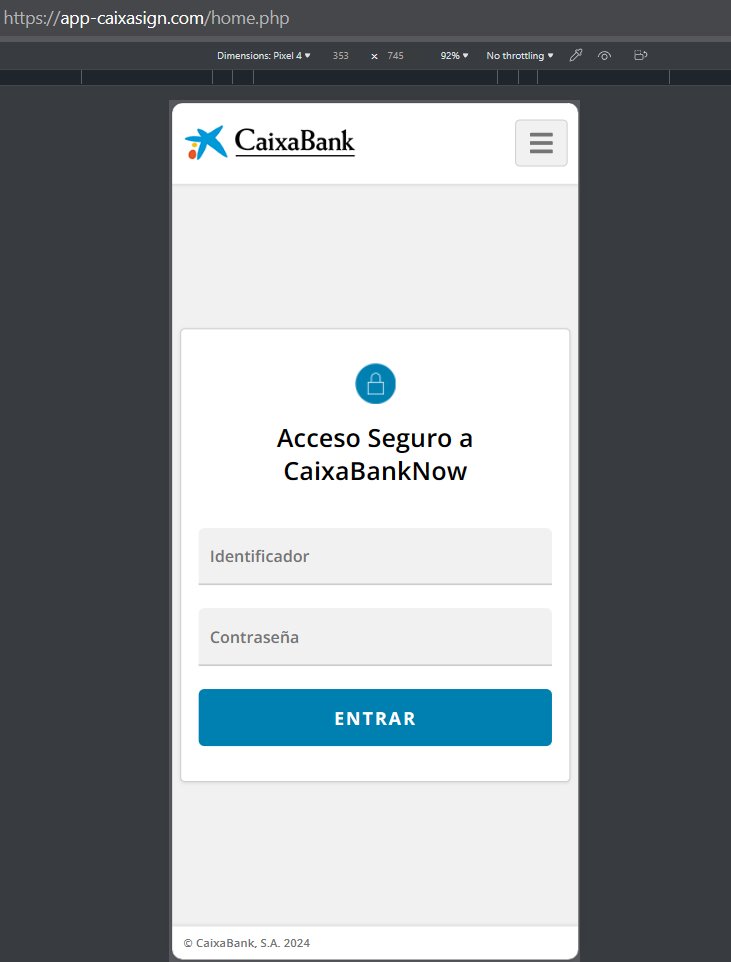 https://app-caixasign.com/home.php
Dimensions: Pixel 4 ▼ 353 × 745 92% ▼ No throttling ▼
CaixaBank
Acceso Seguro a
CaixaBankNow
Identificador
Contraseña
ENTRAR
© CaixaBank, S.A. 2024